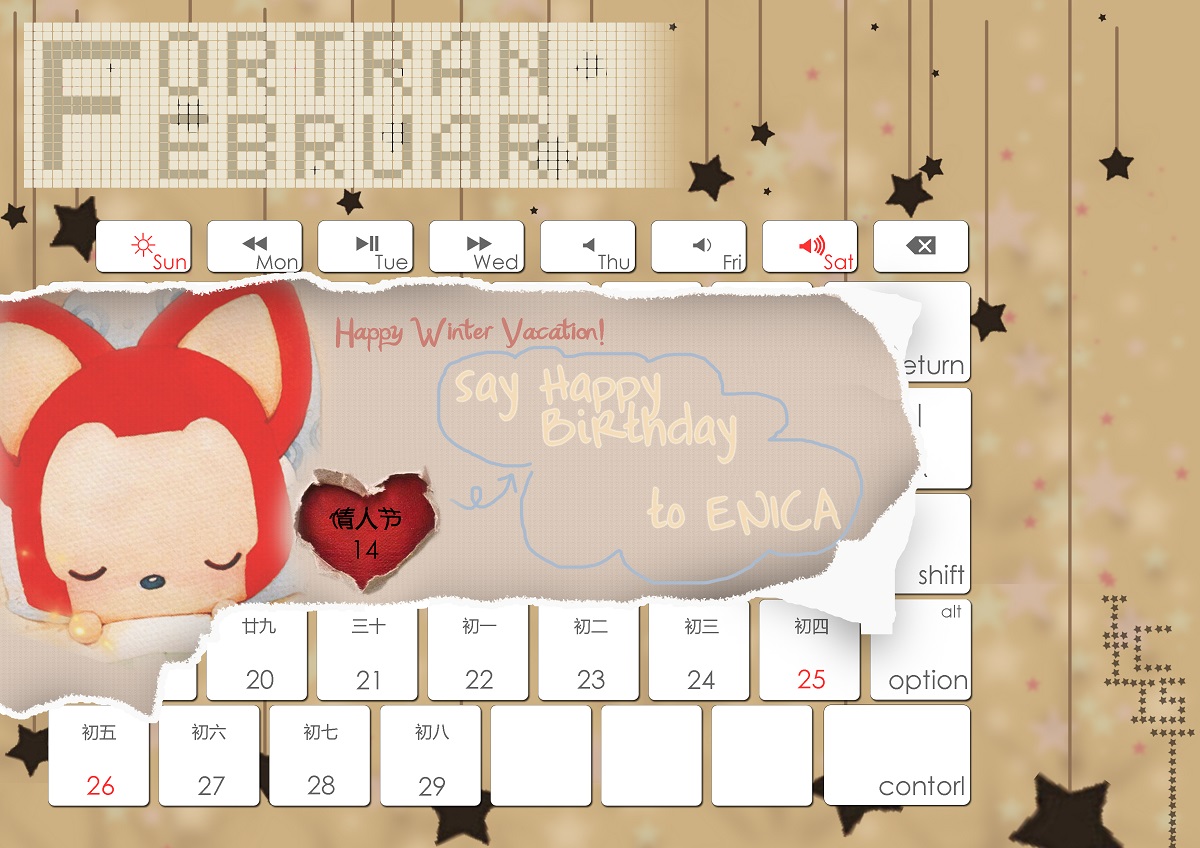 FORTRAN
FEBRUARY
Sun Mon Tue Wed Thu Fri Sat
Happy Winter Vacation!
say Happy
BiRthday
to ENICA
情人节
14
eturn
shift
廿九 三十 初一 初二 初三 初四 alt
20 21 22 23 24 25 option
初五 初六 初七 初八
26 27 28 29 contorl